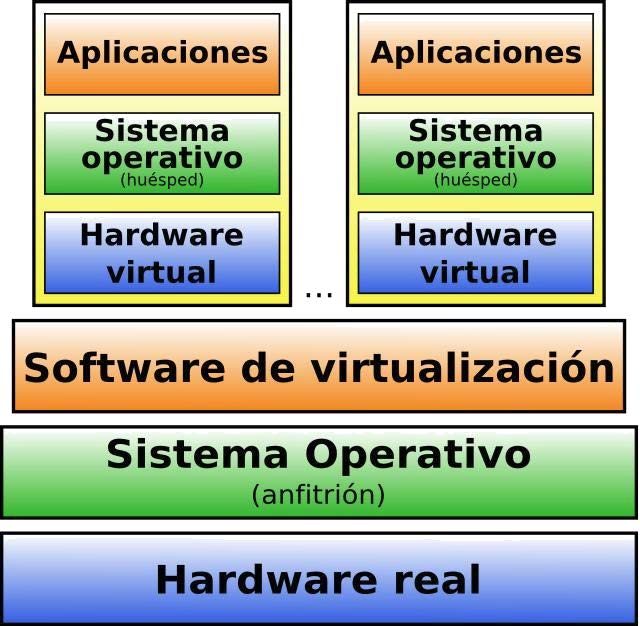 Aplicaciones
Sistema
operativo
(huésped)
Hardware
virtual
...
Aplicaciones
Sistema
operativo
(huésped)
Hardware
virtual
Software de virtualización
Sistema Operativo
(anfitrión)
Hardware real